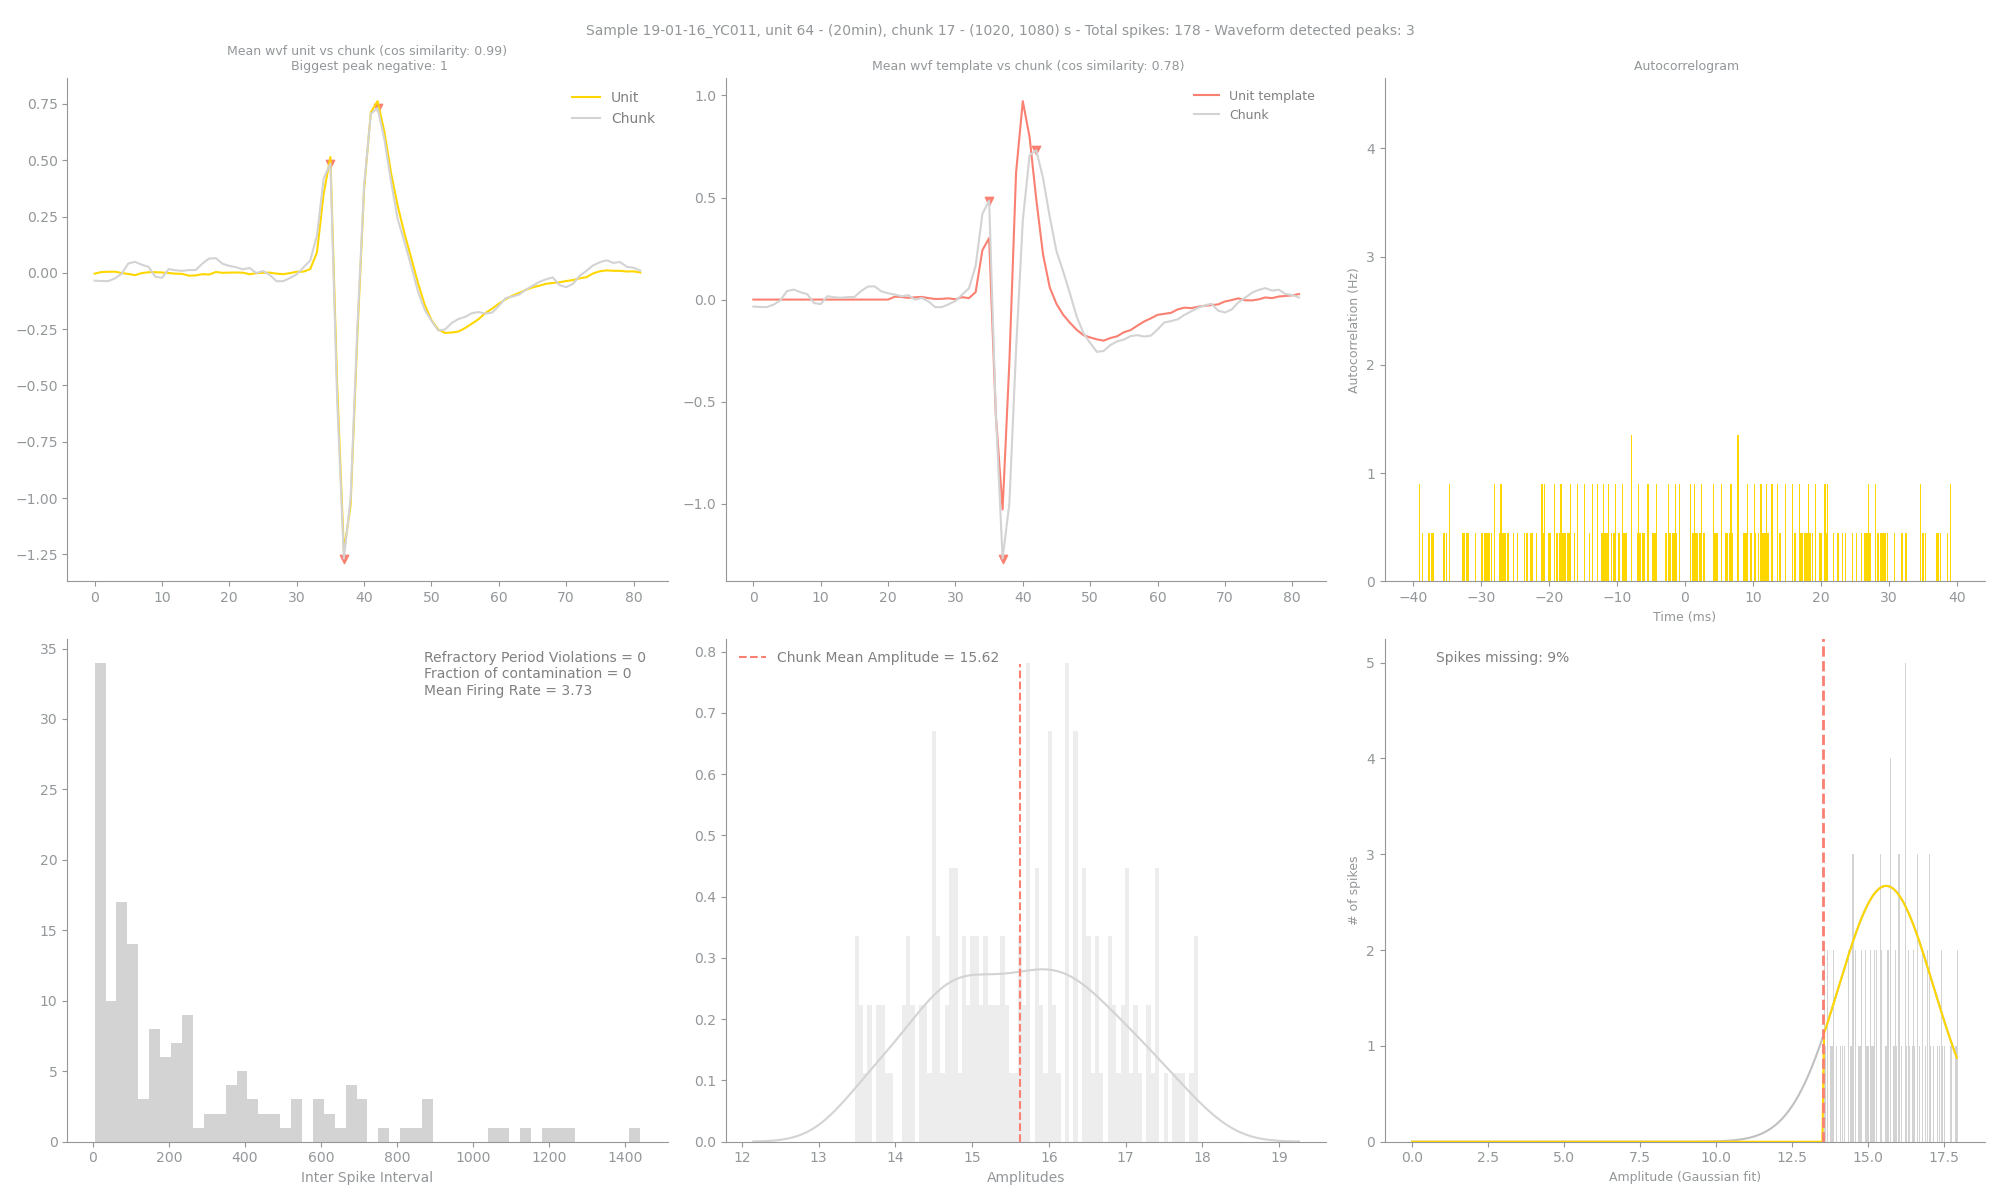 Sample 19-01-16_YC011, unit 64 - (20min), chunk 17 - (1020, 1080) s - Total spikes: 178 - Waveform detected peaks: 3
Mean wvf unit vs chunk (cos similarity: 0.99)
Biggest peak negative: 1
Unit
Chunk
0.75
0.50
0.25
0.00
−0.25
−0.50
−0.75
−1.00
−1.25
0 10 20 30 40 50 60 70 80
Mean wvf template vs chunk (cos similarity: 0.78)
Unit template
Chunk
1.0
0.5
0.0
−0.5
−1.0
0 10 20 30 40 50 60 70 80
Autocorrelogram
Autocorrelation (Hz)
4
3
2
1
0
−40 −30 −20 −10 0 10 20 30 40
Time (ms)
Refractory Period Violations = 0
Fraction of contamination = 0
Mean Firing Rate = 3.73
35
30
25
20
15
10
5
0
0 200 400 600 800 1000 1200 1400
Inter Spike Interval
Chunk Mean Amplitude = 15.62
0.8
0.7
0.6
0.5
0.4
0.3
0.2
0.1
0.0
12 13 14 15 16 17 18 19
Amplitudes
Spikes missing: 9%
# of spikes
5
4
3
2
1
0
0.0 2.5 5.0 7.5 10.0 12.5 15.0 17.5
Amplitude (Gaussian fit)